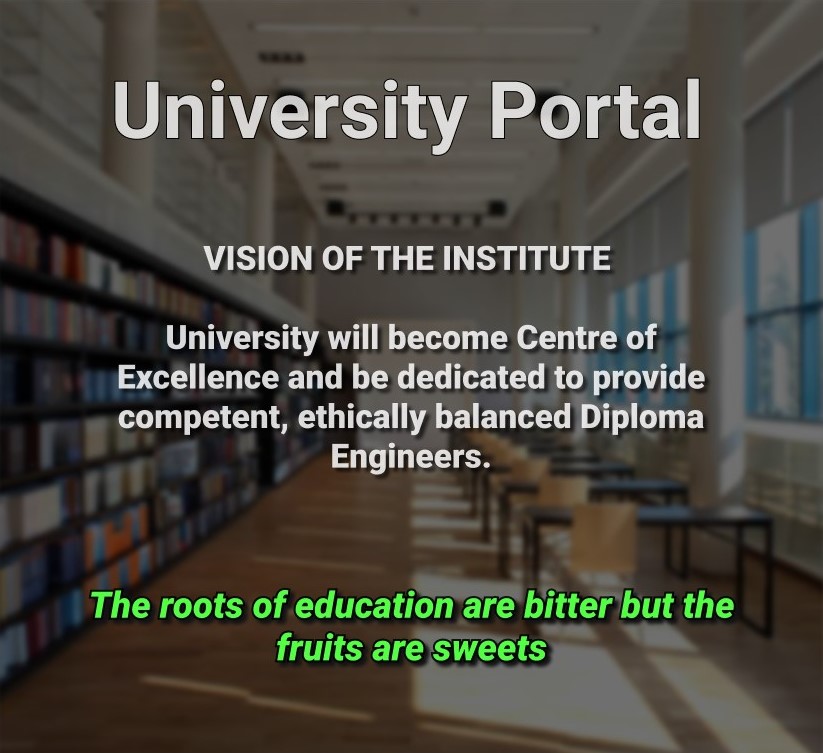 University Portal
VISION OF THE INSTITUTE
University will become Centre of
Excellence and be dedicated to provide
competent, ethically balanced Diploma
Engineers.
The roots of education are bitter but the
fruits are sweets